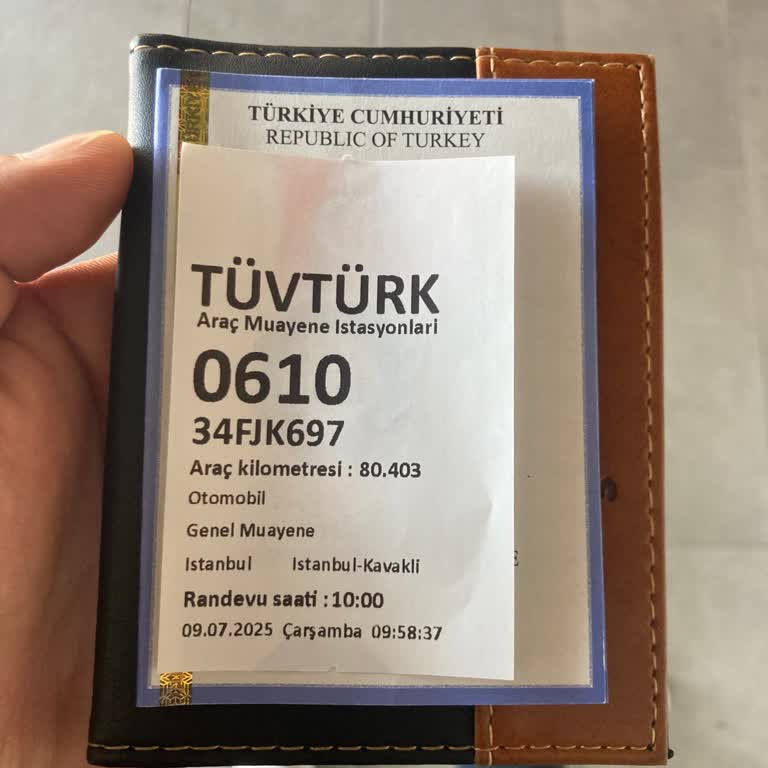 TÜRKİYE CUMHURİYETİ
REPUBLIC OF TURKEY
TÜVTÜRK
Araç Muayene Istasyonlari
0610
34FJK697
Araç kilometresi : 80.403
Otomobil
Genel Muayene
Istanbul Istanbul-Kavakli
Randevu saati : 10:00
09.07.2025 Çarşamba 09:58:37